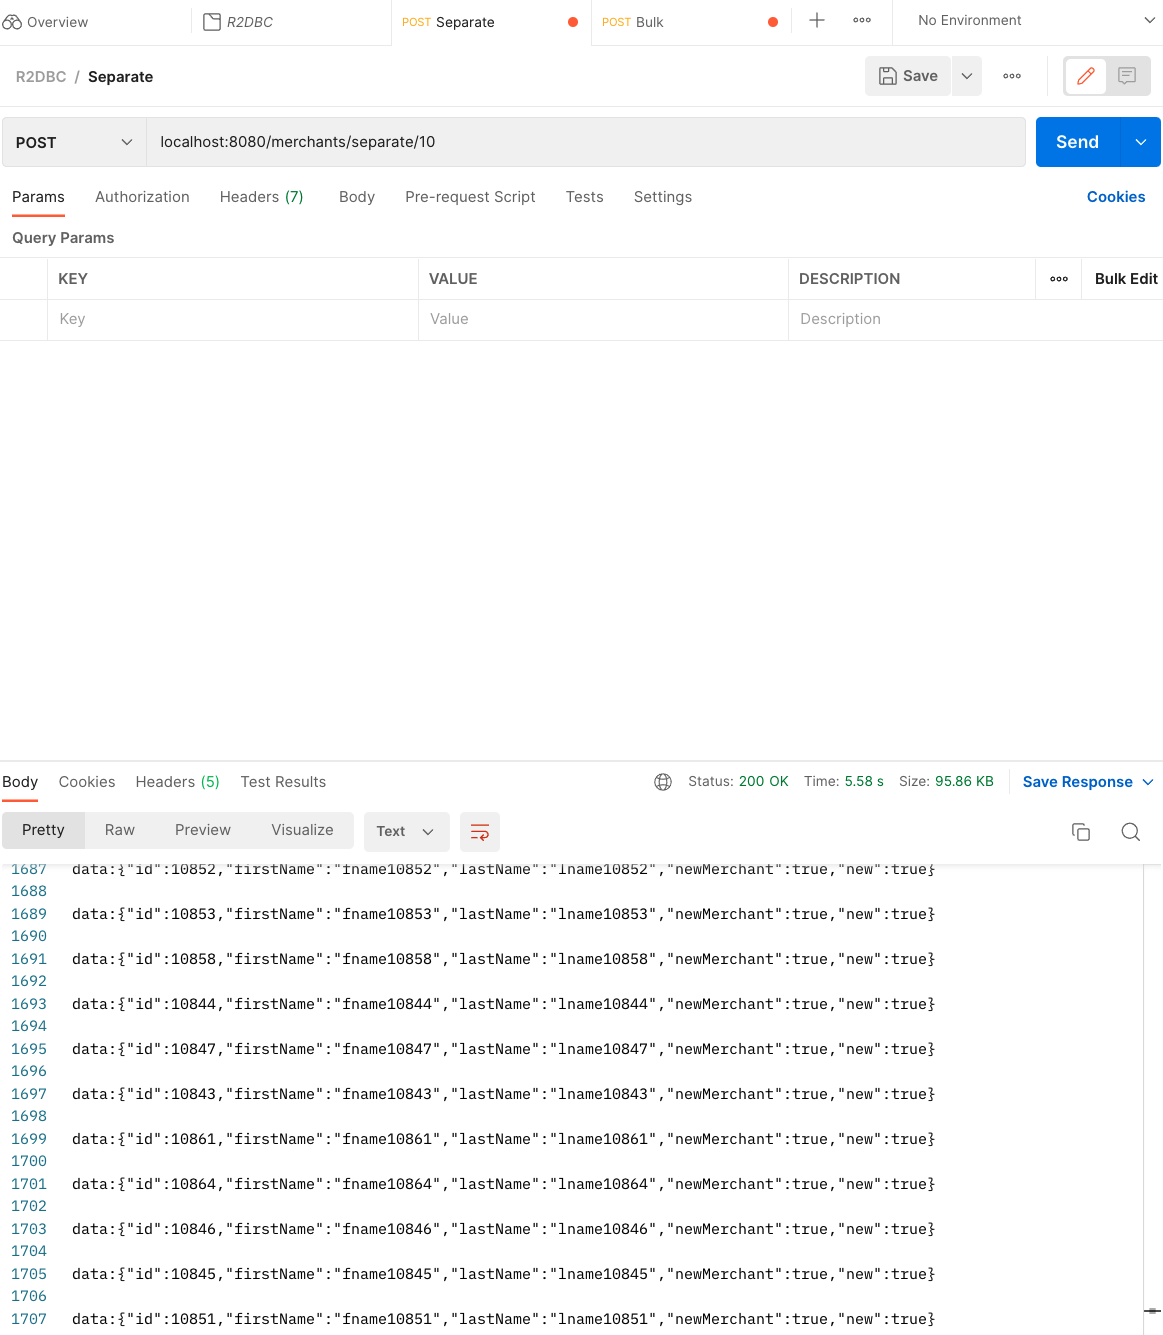 Overview R2DBC POST Separate POST Bulk No Environment
R2DBC / Separate Save
POST localhost:8080/merchants/separate/10 Send
Params Authorization Headers (7) Body Pre-request Script Tests Settings Cookies
Query Params
KEY VALUE DESCRIPTION Bulk Edit
Key Value Description
Body Cookies Headers (5) Test Results Status: 200 OK Time: 5.58 s Size: 95.86 KB Save Response
Pretty Raw Preview Visualize Text
1687 data:{"id":10852,"firstName":"fname10852","lastName":"lname10852","newMerchant":true,"new":true}
1688
1689 data:{"id":10853,"firstName":"fname10853","lastName":"lname10853","newMerchant":true,"new":true}
1690
1691 data:{"id":10858,"firstName":"fname10858","lastName":"lname10858","newMerchant":true,"new":true}
1692
1693 data:{"id":10844,"firstName":"fname10844","lastName":"lname10844","newMerchant":true,"new":true}
1694
1695 data:{"id":10847,"firstName":"fname10847","lastName":"lname10847","newMerchant":true,"new":true}
1696
1697 data:{"id":10843,"firstName":"fname10843","lastName":"lname10843","newMerchant":true,"new":true}
1698
1699 data:{"id":10861,"firstName":"fname10861","lastName":"lname10861","newMerchant":true,"new":true}
1700
1701 data:{"id":10864,"firstName":"fname10864","lastName":"lname10864","newMerchant":true,"new":true}
1702
1703 data:{"id":10846,"firstName":"fname10846","lastName":"lname10846","newMerchant":true,"new":true}
1704
1705 data:{"id":10845,"firstName":"fname10845","lastName":"lname10845","newMerchant":true,"new":true}
1706
1707 data:{"id":10851,"firstName":"fname10851","lastName":"lname10851","newMerchant":true,"new":true}